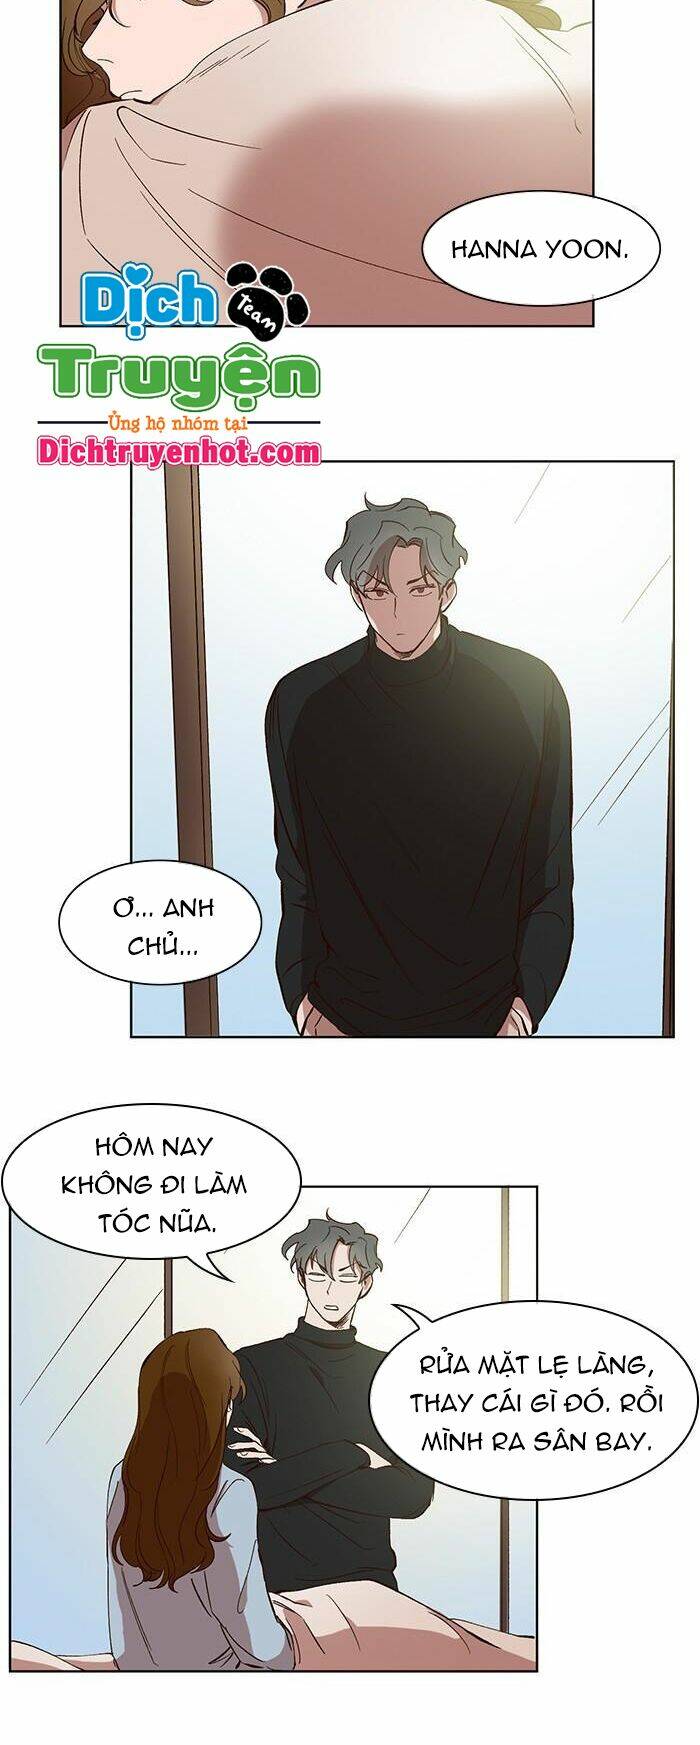 HANNA YOON.
Dịch Team
Truyện
Ủng hộ nhóm tại
Dichtruyenhot.com
Ơ... ANH
CHỦ...
HÔM NAY
KHÔNG ĐI LÀM
TÓC NỮA.
RỬA MẶT LẸ LÀNG,
THAY CÁI GÌ ĐÓ. RỒI
MÌNH RA SÂN BAY.